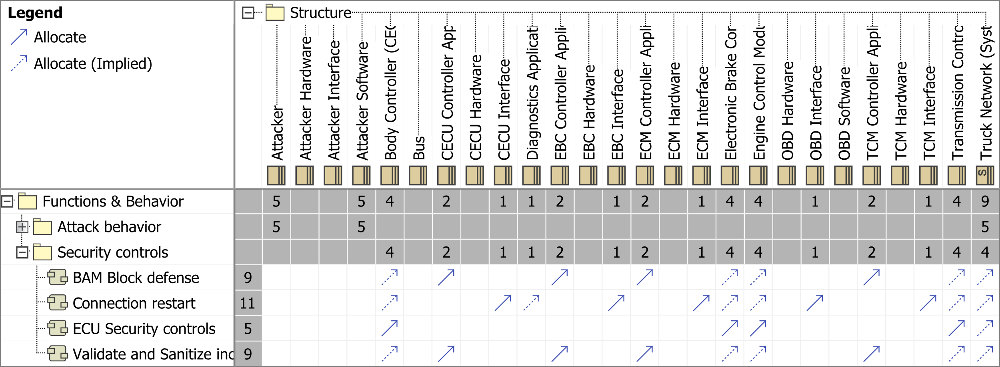 Legend
Allocate
Allocate (Implied)
Structure
Attacker
Attacker Hardware
Attacker Interface
Attacker Software
Body Controller (CE
Bus
CECU Controller App
CECU Hardware
CECU Interface
Diagnostics Applicat
EBC Controller Appli
EBC Hardware
EBC Interface
ECM Controller Appli
ECM Hardware
ECM Interface
Electronic Brake Cor
Engine Control Modu
OBD Hardware
OBD Interface
OBD Software
TCM Controller Appli
TCM Hardware
TCM Interface
Transmission Contrc
Truck Network (Syst
S
Functions & Behavior 5 5 4 2 1 1 2 1 2 1 4 4 1 2 1 4 9
Attack behavior 5 5 5
Security controls 4 2 1 1 2 1 2 1 4 4 1 2 1 4 4
BAM Block defense 9
Connection restart 11
ECU Security controls 5
Validate and Sanitize inc 9